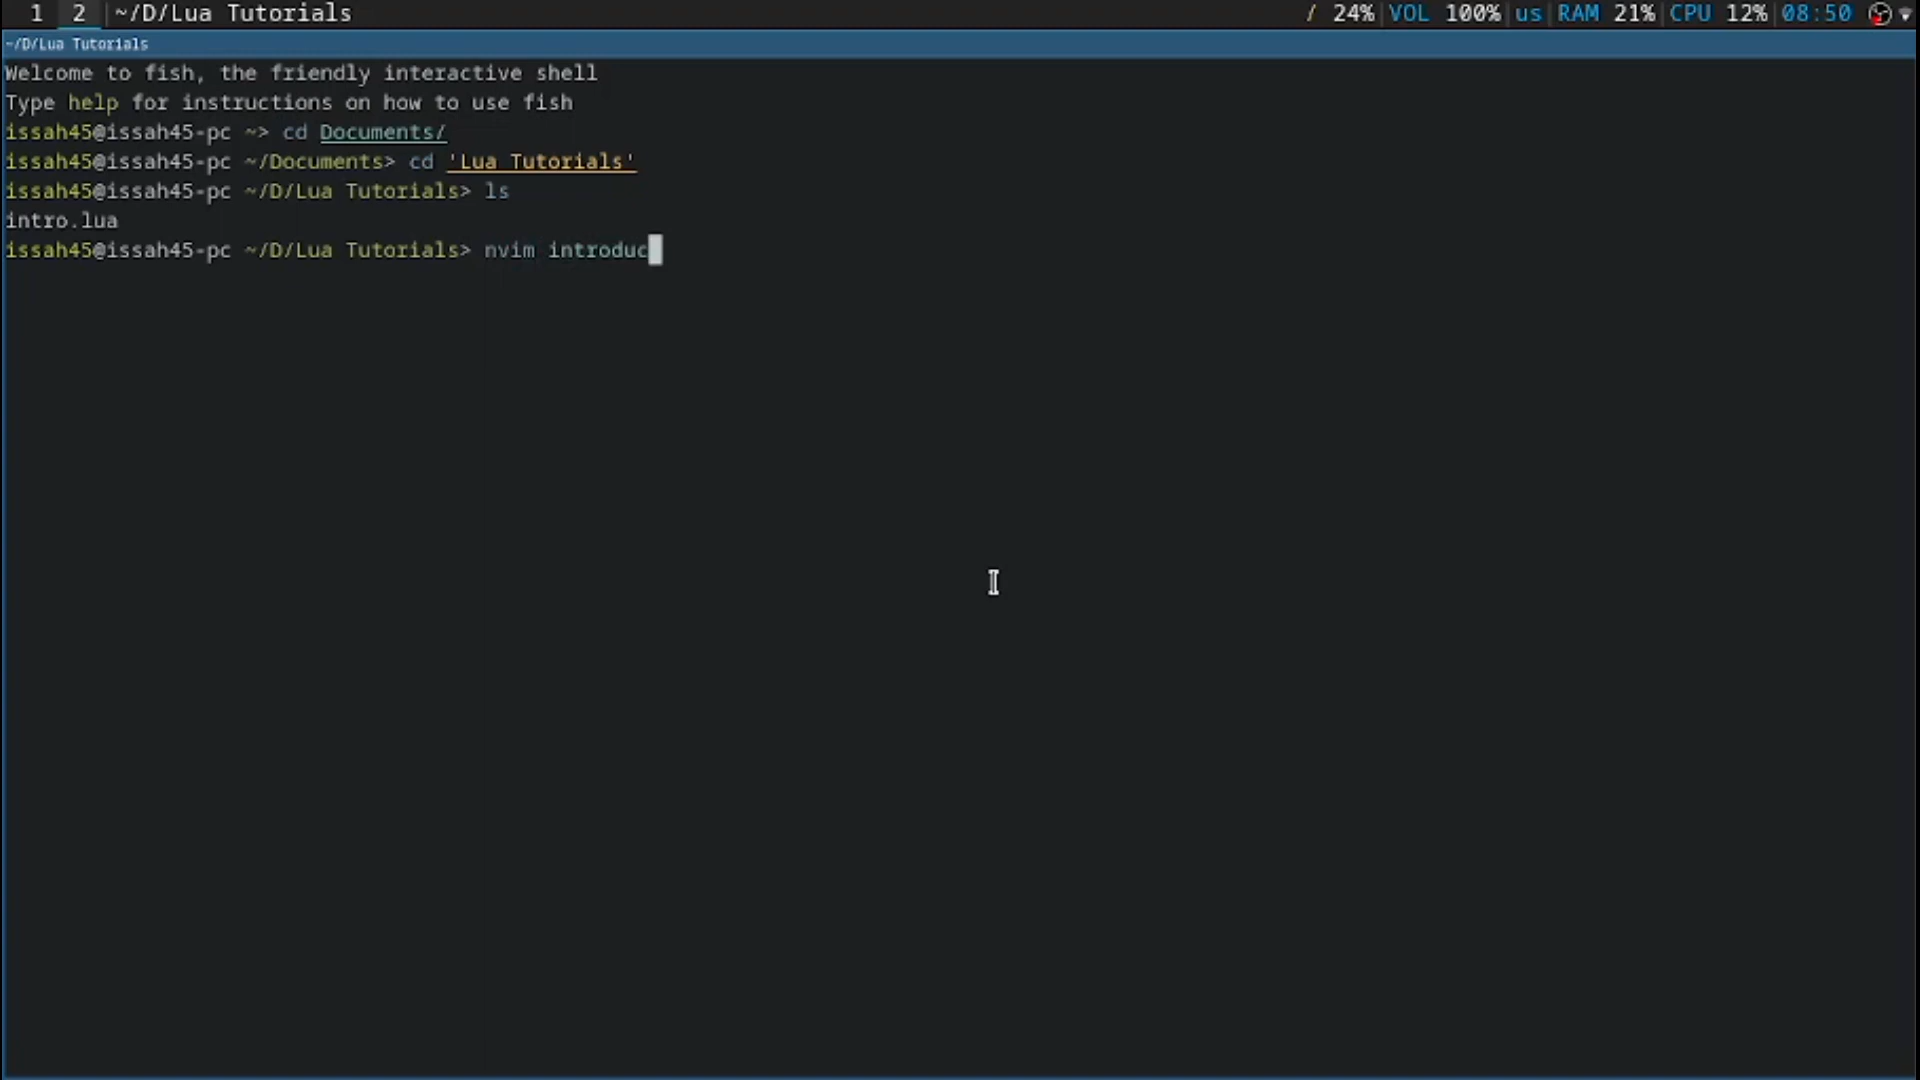 1 2 ~/D/Lua Tutorials / 24% VOL 100% us RAM 21% CPU 12% 08:50
~/D/Lua Tutorials
Welcome to fish, the friendly interactive shell
Type help for instructions on how to use fish
issah45@issah45-pc ~> cd Documents/
issah45@issah45-pc ~/Documents> cd 'Lua Tutorials'
issah45@issah45-pc ~/D/Lua Tutorials> ls
intro.lua
issah45@issah45-pc ~/D/Lua Tutorials> nvim introduc